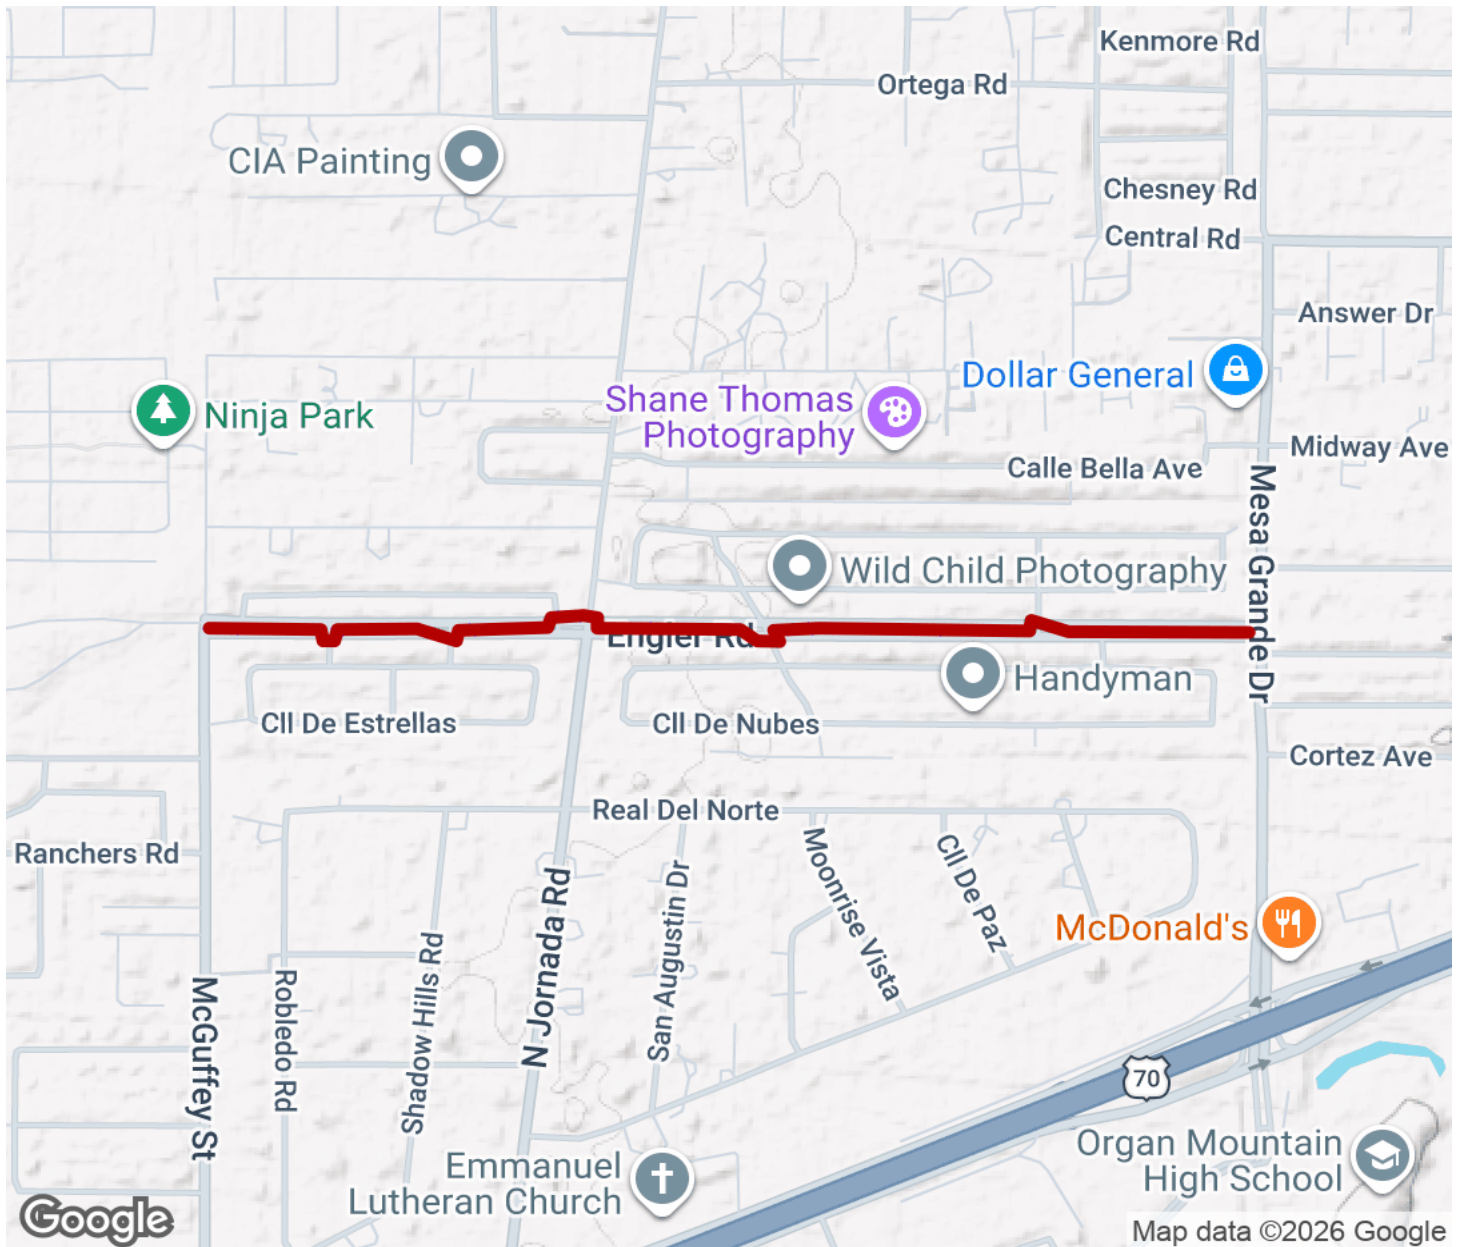 Kenmore Rd
Ortega Rd
CIA Painting
Chesney Rd
Central Rd
Answer Dr
Dollar General
Shane Thomas
Photography
Ninja Park
Midway Ave
Calle Bella Ave
Mesa Grande Dr
Wild Child Photography
Engler Rd
Handyman
Cll De Estrellas
Cll De Nubes
Cortez Ave
Real Del Norte
Ranchers Rd
Moonrise Vista
Cll De Paz
San Augustin Dr
N Jornada Rd
McDonald's
McGuffey St
Robledo Rd
Shadow Hills Rd
70
Organ Mountain
High School
Emmanuel
Lutheran Church
Google
Map data ©2026 Google